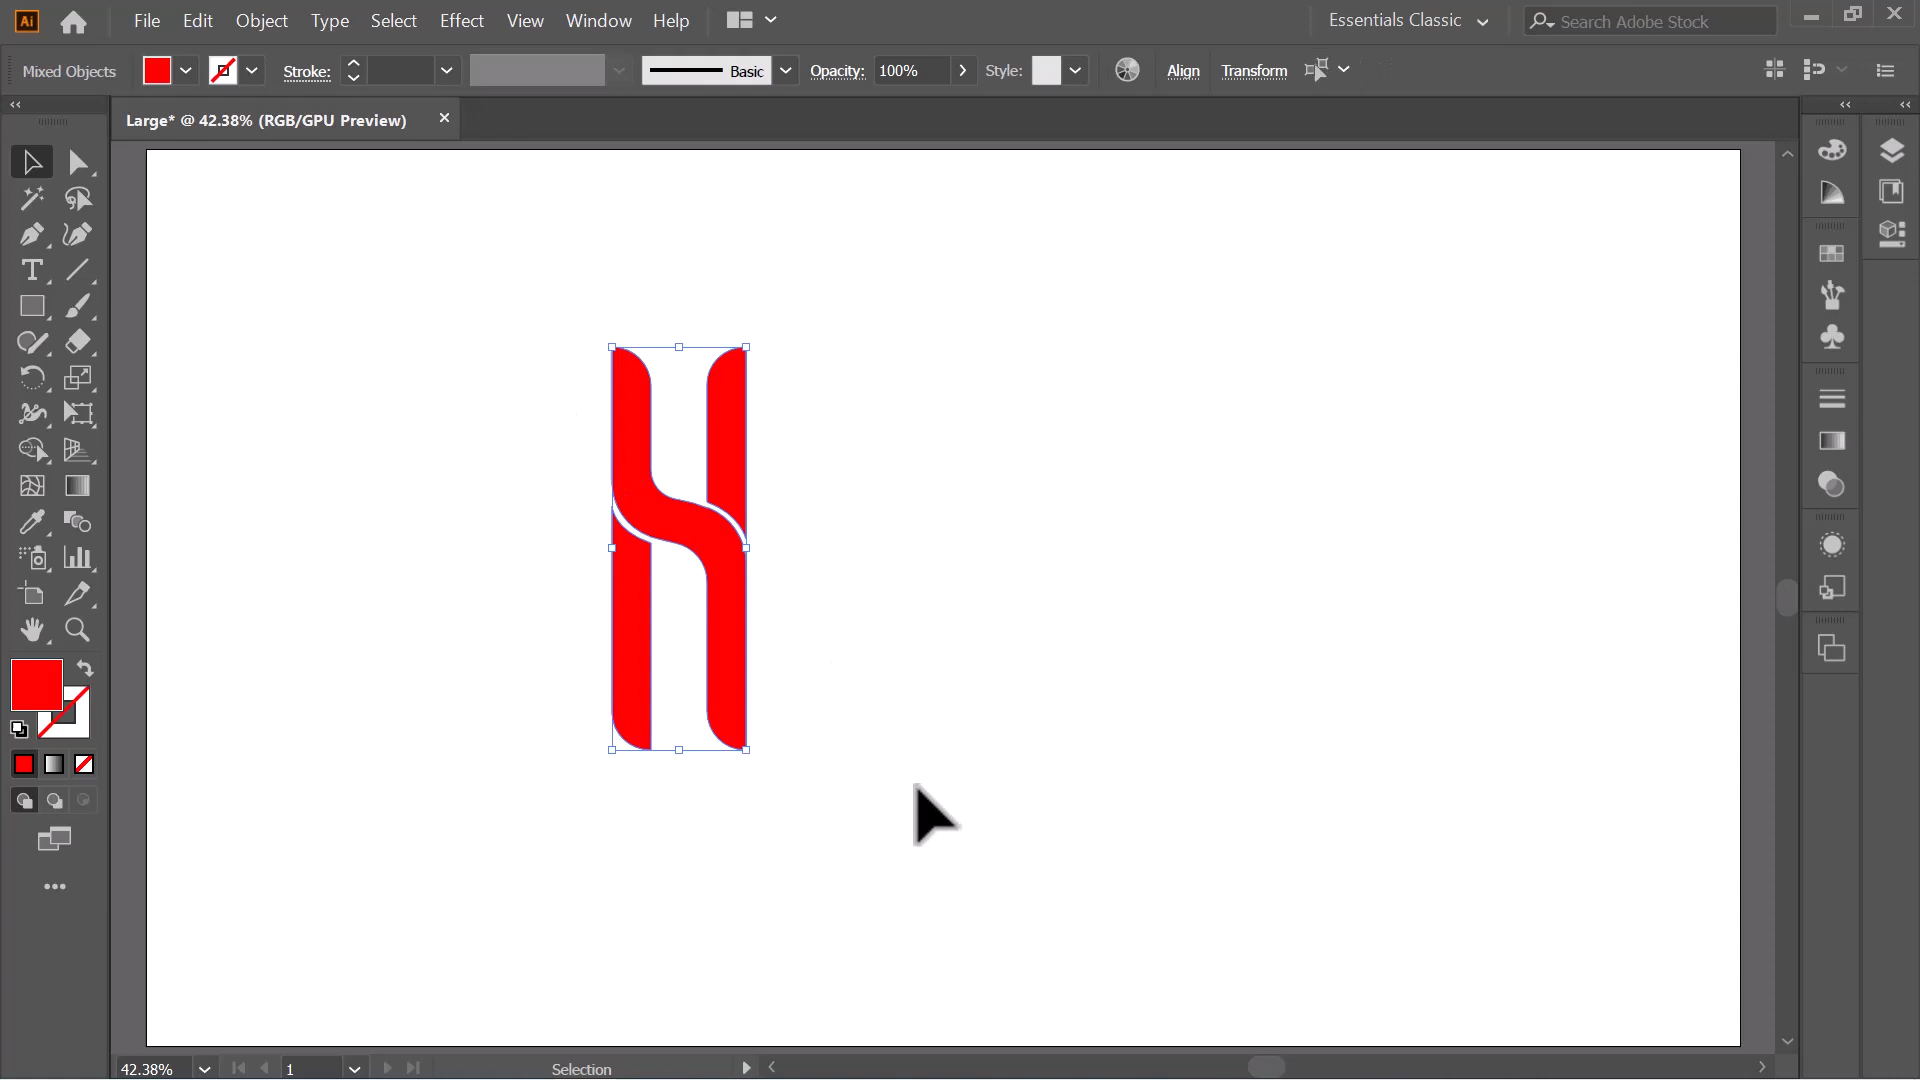 Ai File Edit Object Type Select Effect View Window Help Essentials Classic Search Adobe Stock
Mixed Objects Stroke: Basic Opacity: 100% Style: Align Transform
Large* @ 42.38% (RGB/GPU Preview)
42.38% 1 Selection